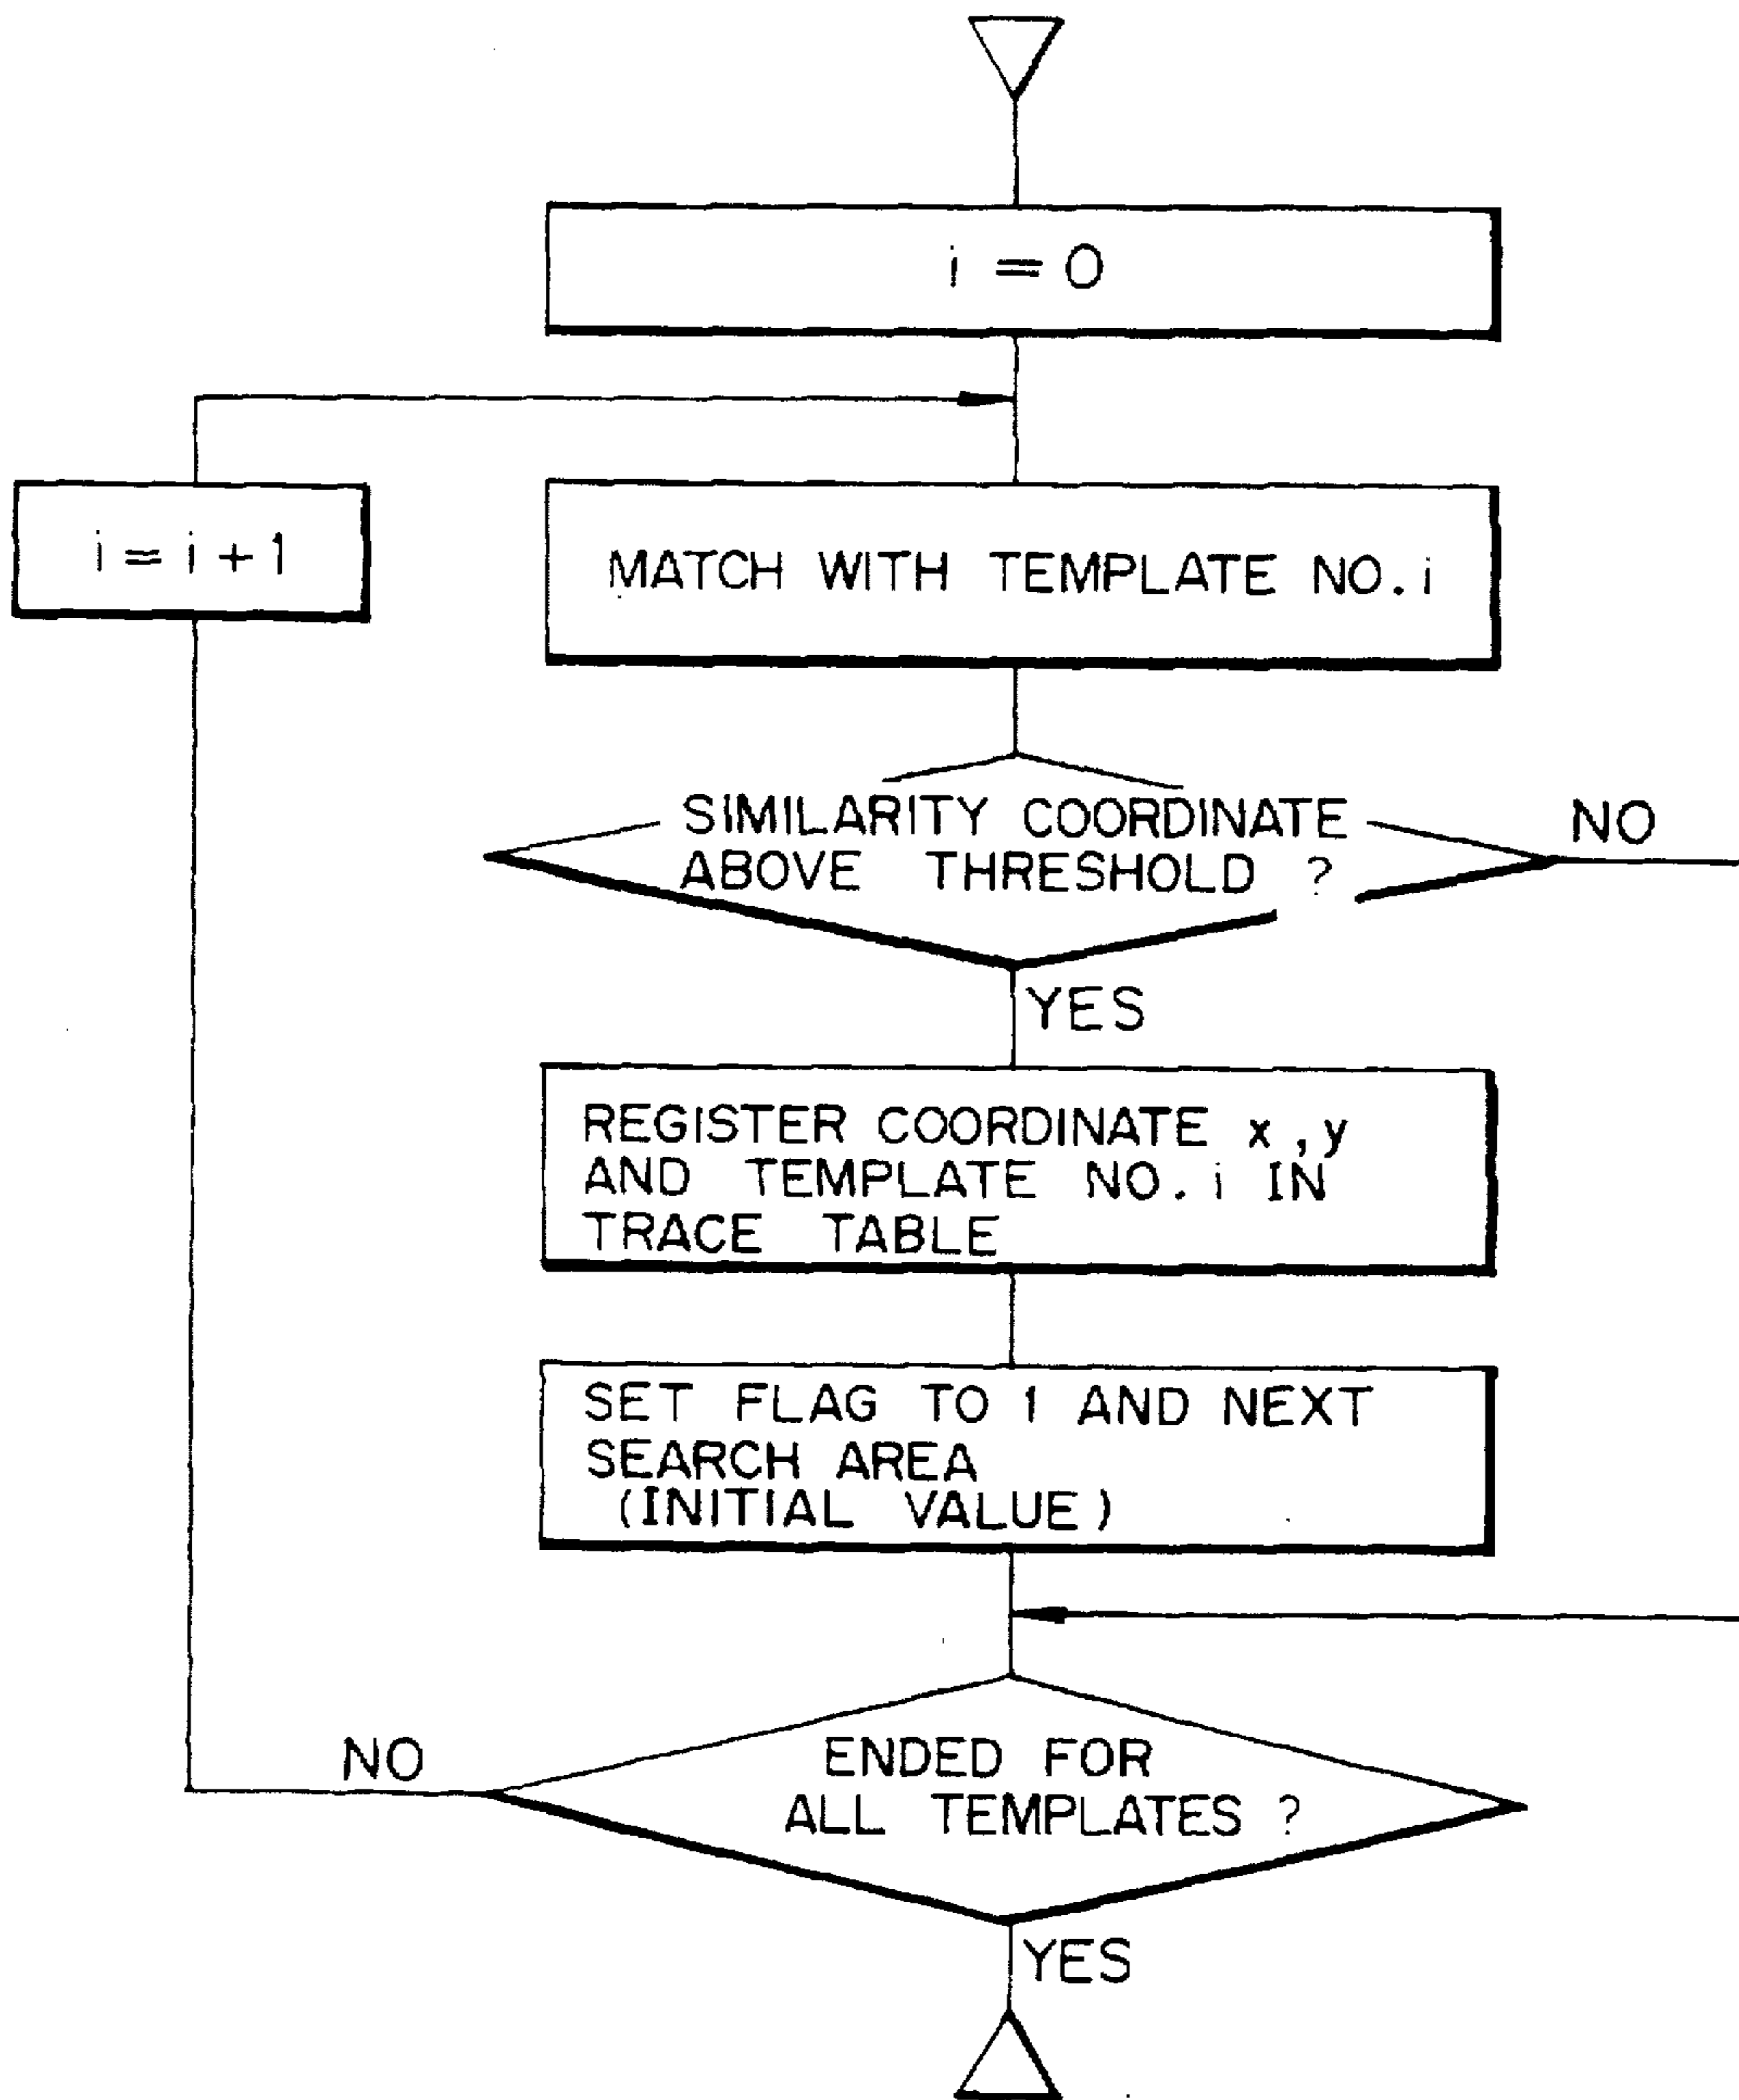 i = 0
i = i + 1
MATCH WITH TEMPLATE NO. i
SIMILARITY COORDINATE
ABOVE THRESHOLD ?
NO
YES
REGISTER COORDINATE x, y
AND TEMPLATE NO. i IN
TRACE TABLE
SET FLAG TO 1 AND NEXT
SEARCH AREA
(INITIAL VALUE)
NO
ENDED FOR
ALL TEMPLATES ?
YES